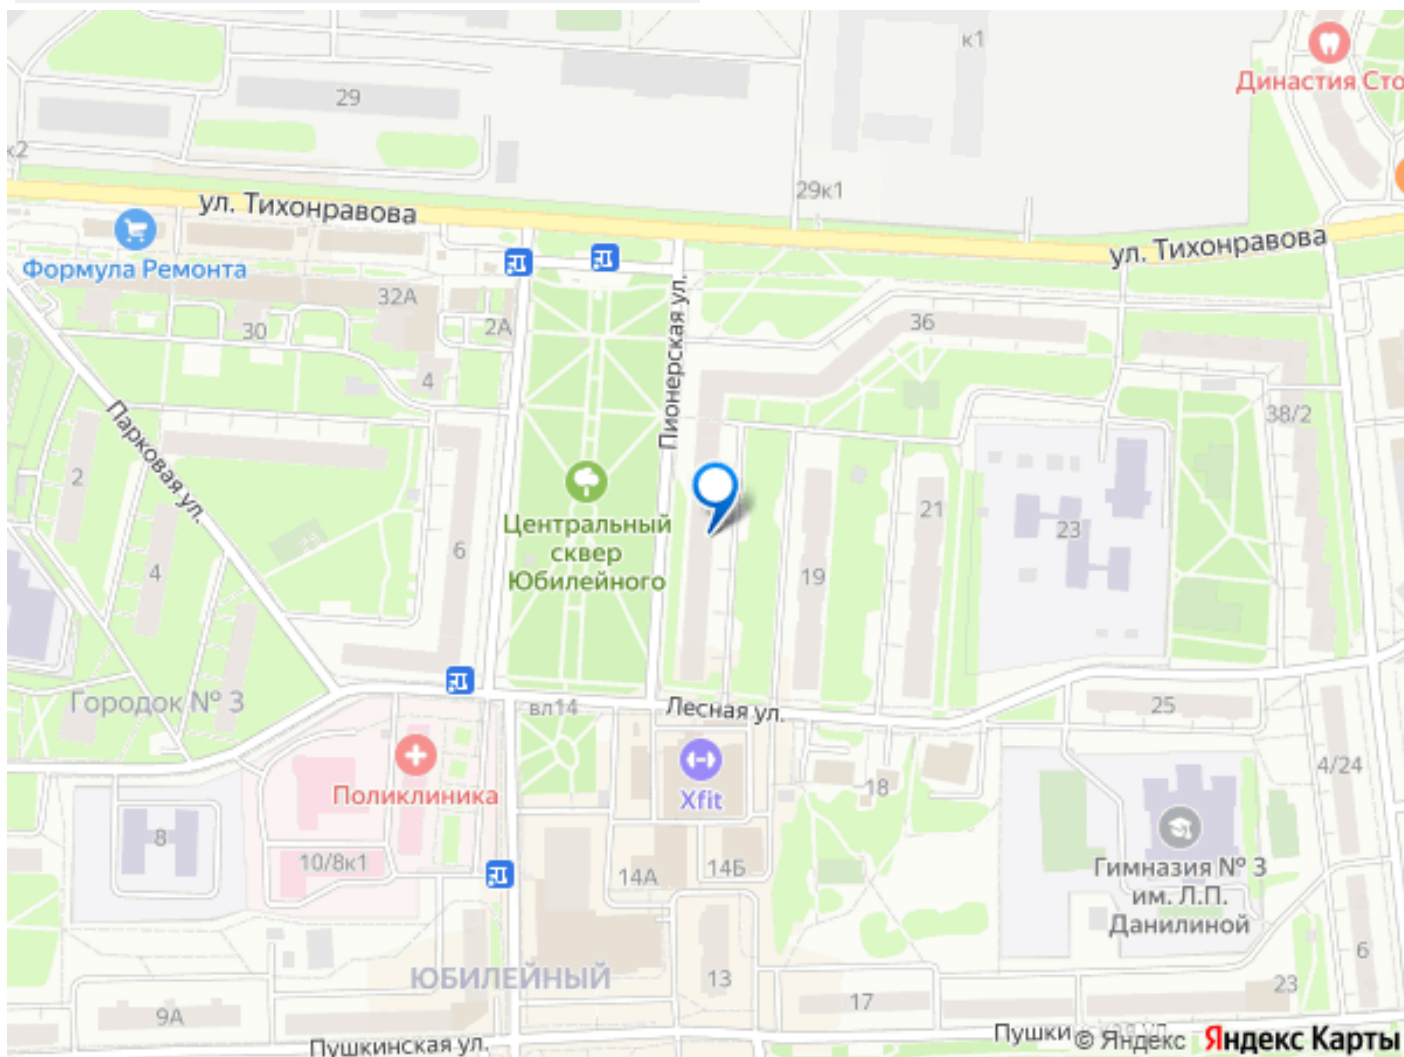 к1
Династия Сто
29
к2
29к1
ул. Тихонравова
ул. Тихонравова
Формула Ремонта
32А
30
2А
4
36
Пионерская ул.
38/2
Парковая ул.
2
Центральный
сквер
Юбилейного
6
4
19
21
23
Городок № 3
вл14
Лесная ул.
25
Поликлиника
Xfit
18
4/24
8
10/8к1
14А
14Б
Гимназия № 3
им. Л.П.
Данилиной
ЮБИЛЕЙНЫЙ
13
17
23
6
9А
Пушкинская ул.
Пушки
© Яндекс Яндекс Карты